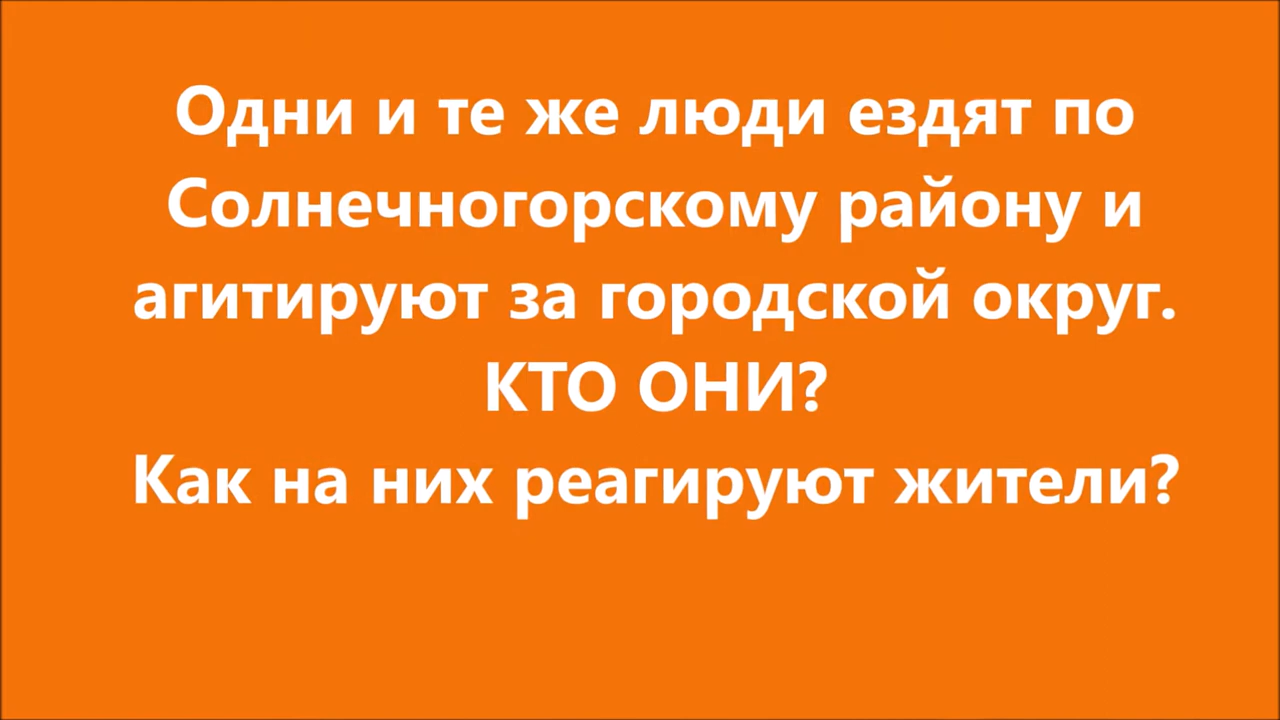 Одни и те же люди ездят по
Солнечногорскому району и
агитируют за городской округ.
КТО ОНИ?
Как на них реагируют жители?